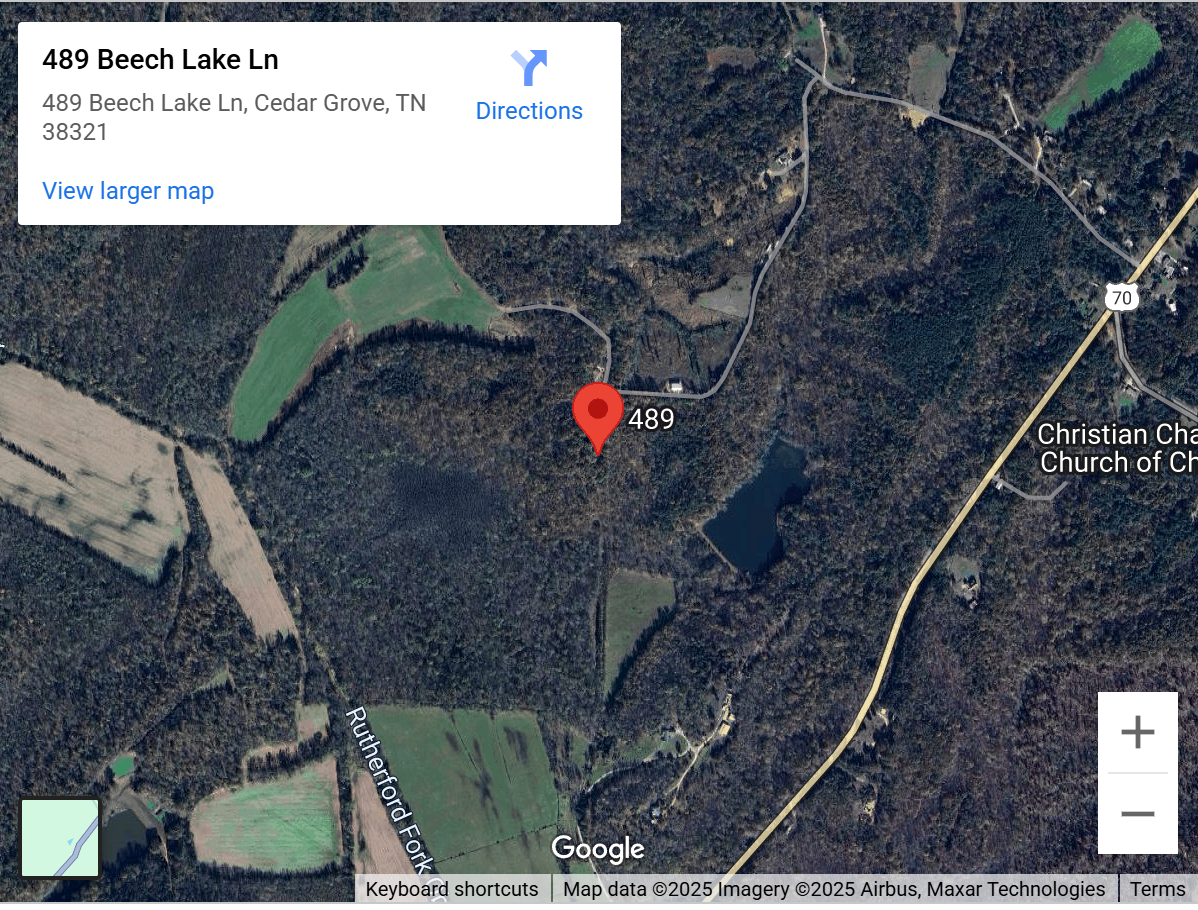 489 Beech Lake Ln
489 Beech Lake Ln, Cedar Grove, TN
38321
Directions
View larger map
70
489
Christian Cha
Church of Ch
Rutherford Fork
Google
Keyboard shortcuts
Map data ©2025 Imagery ©2025 Airbus, Maxar Technologies
Terms